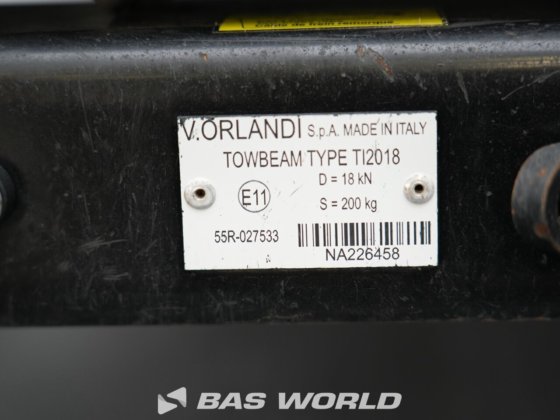 V.ORLANDI S.p.A. MADE IN ITALY
TOWBEAM TYPE TI2018
D = 18 kN
E11
S = 200 kg
55R-027533
NA226458
BAS WORLD